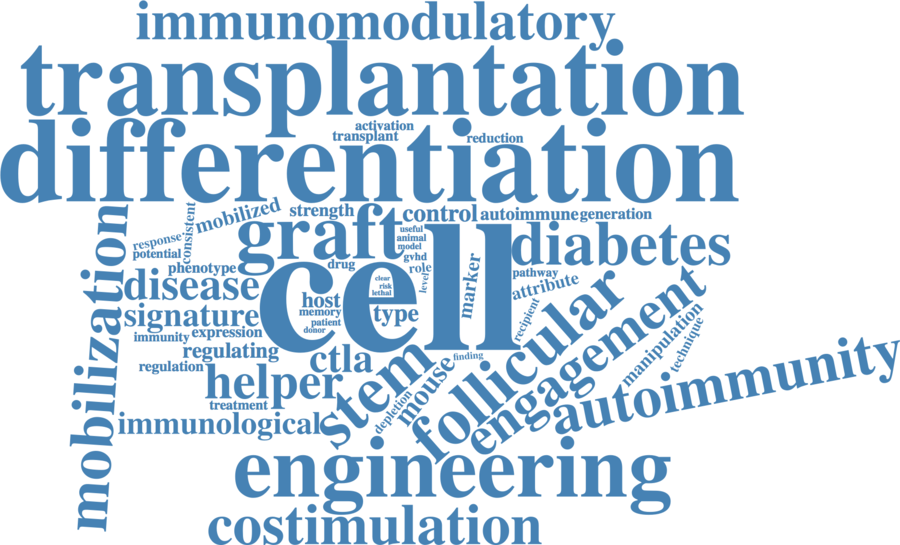 immunomodulatory
transplantation
activation
transplant
reduction
differentiation
mobilized
strength
control
autoimmune
generation
consistent
response
potential
graft
useful
animal
model
gvhd
role
level
cell
diabetes
phenotype
drug
marker
pathway
attribute
disease
clear
risk
lethal
host
memory
patient
donor
type
recipient
signature
immunity
expression
regulating
regulation
ctla
finding
manipulation
technique
mobilization
helper
stem
mouse
depletion
follicular
engagement
autoimmunity
treatment
immunological
engineering
costimulation